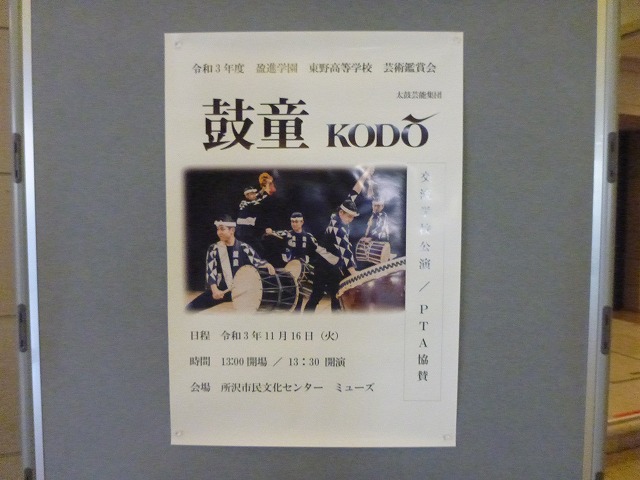 令和3年度 盈進学園 東野高等学校 芸術鑑賞会
太鼓芸能集団
鼓童 KODŌ
交流学校公演 / PTA協賛
日程 令和3年11月16日(火)
時間 13:00開場 / 13:30開演
会場 所沢市民文化センター ミューズ